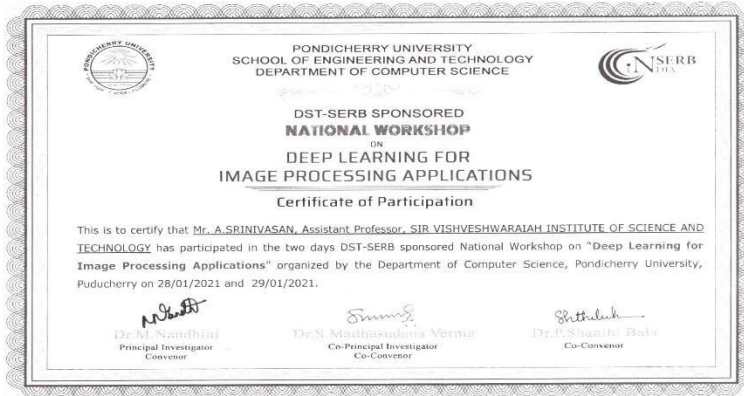 PONDICHERRY UNIVERSITY
PONDICHERRY UNIVERSITY
SCHOOL OF ENGINEERING AND TECHNOLOGY
DEPARTMENT OF COMPUTER SCIENCE
SERB
DST-SERB SPONSORED
NATIONAL WORKSHOP
ON
DEEP LEARNING FOR
IMAGE PROCESSING APPLICATIONS
Certificate of Participation
This is to certify that Mr. A.SRINIVASAN, Assistant Professor, SIR VISHVESHWARAIAH INSTITUTE OF SCIENCE AND
TECHNOLOGY has participated in the two days DST-SERB sponsored National Workshop on "Deep Learning for
Image Processing Applications" organized by the Department of Computer Science, Pondicherry University,
Puducherry on 28/01/2021 and 29/01/2021.
Dr.M.Nandhini
Principal Investigator
Convenor
Dr.S.Madhusudana Verma
Co-Principal Investigator
Co-Convenor
Dr.P.Shanthi Bala
Co-Convenor